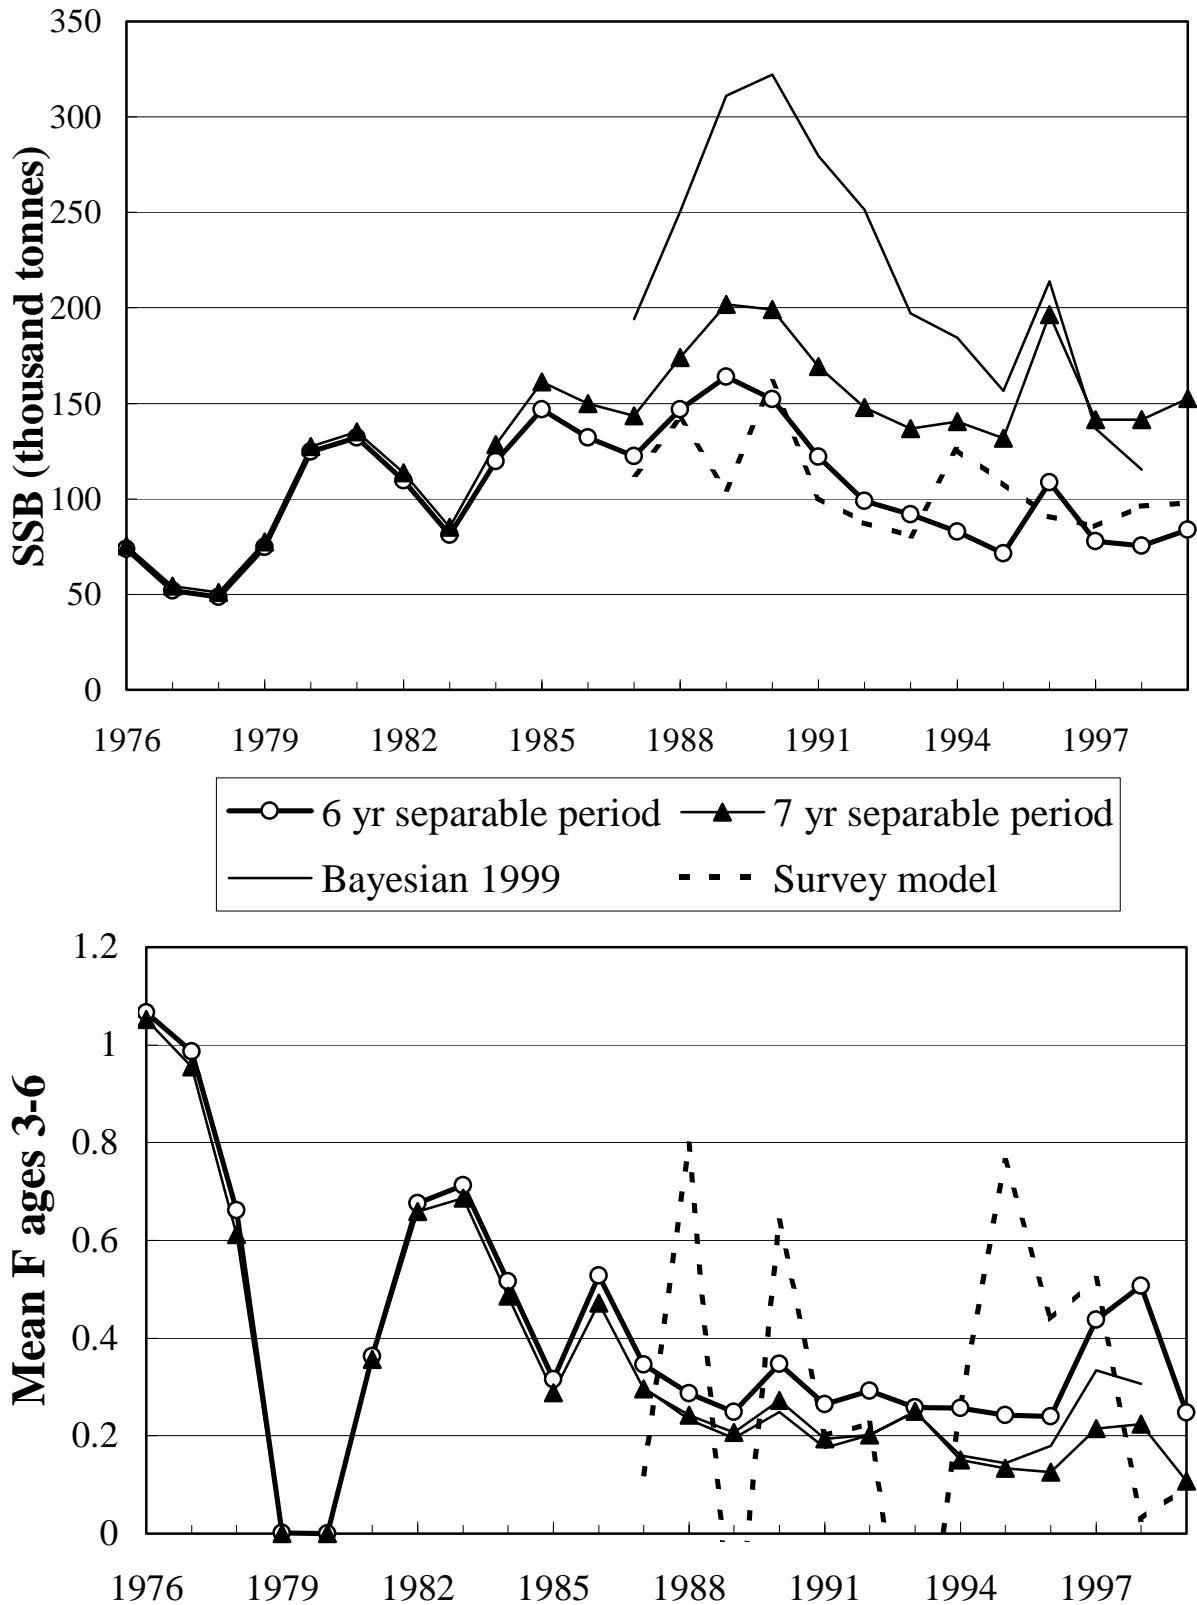 350
300
250
200
150
100
50
0
SSB (thousand tonnes)
1976 1979 1982 1985 1988 1991 1994 1997
6 yr separable period 7 yr separable period
Bayesian 1999 Survey model
1.2
1
0.8
0.6
0.4
0.2
0
Mean F ages 3-6
1976 1979 1982 1985 1988 1991 1994 1997